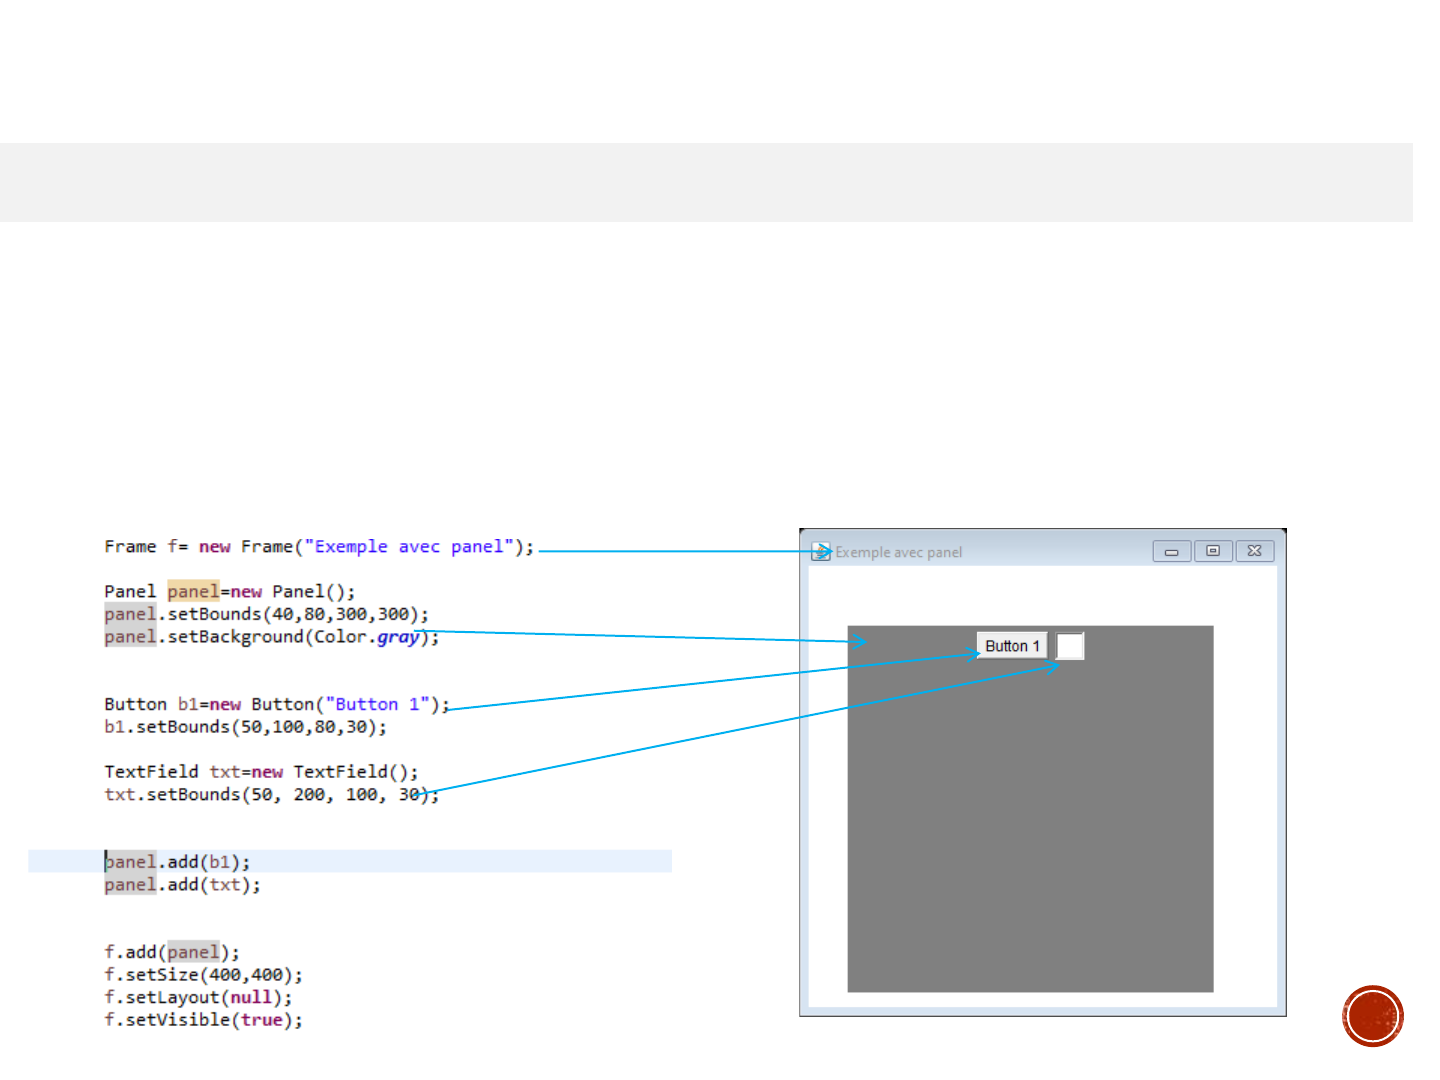 Frame f= new Frame("Exemple avec panel");
Panel panel=new Panel();
panel.setBounds(40,80,300,300);
panel.setBackground(Color.gray);
Button b1=new Button("Button 1");
b1.setBounds(50,100,80,30);
TextField txt=new TextField();
txt.setBounds(50, 200, 100, 30);
panel.add(b1);
panel.add(txt);
f.add(panel);
f.setSize(400,400);
f.setLayout(null);
f.setVisible(true);
Exemple avec panel
Button 1